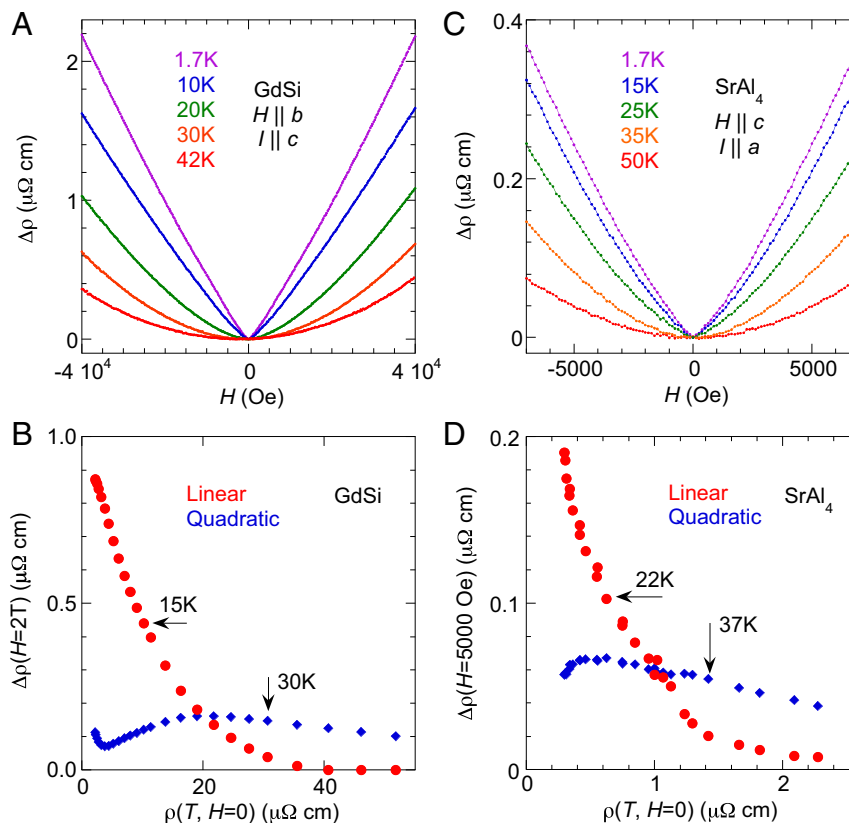 A
Δρ (μΩ cm)
2
1
0
1.7K
10K
20K
30K
42K
GdSi
H || b
I || c
-4 10⁴
0
4 10⁴
H (Oe)
C
Δρ (μΩ cm)
0.4
0.2
0
1.7K
15K
25K
35K
50K
SrAl₄
H || c
I || a
-5000
0
5000
H (Oe)
B
Δρ(H=2T) (μΩ cm)
1.0
0.5
0.0
Linear
Quadratic
GdSi
15K
30K
0
20
40
ρ(T, H=0) (μΩ cm)
D
Δρ(H=5000 Oe) (μΩ cm)
0.2
0.1
0
Linear
Quadratic
SrAl₄
22K
37K
0
1
2
ρ(T, H=0) (μΩ cm)